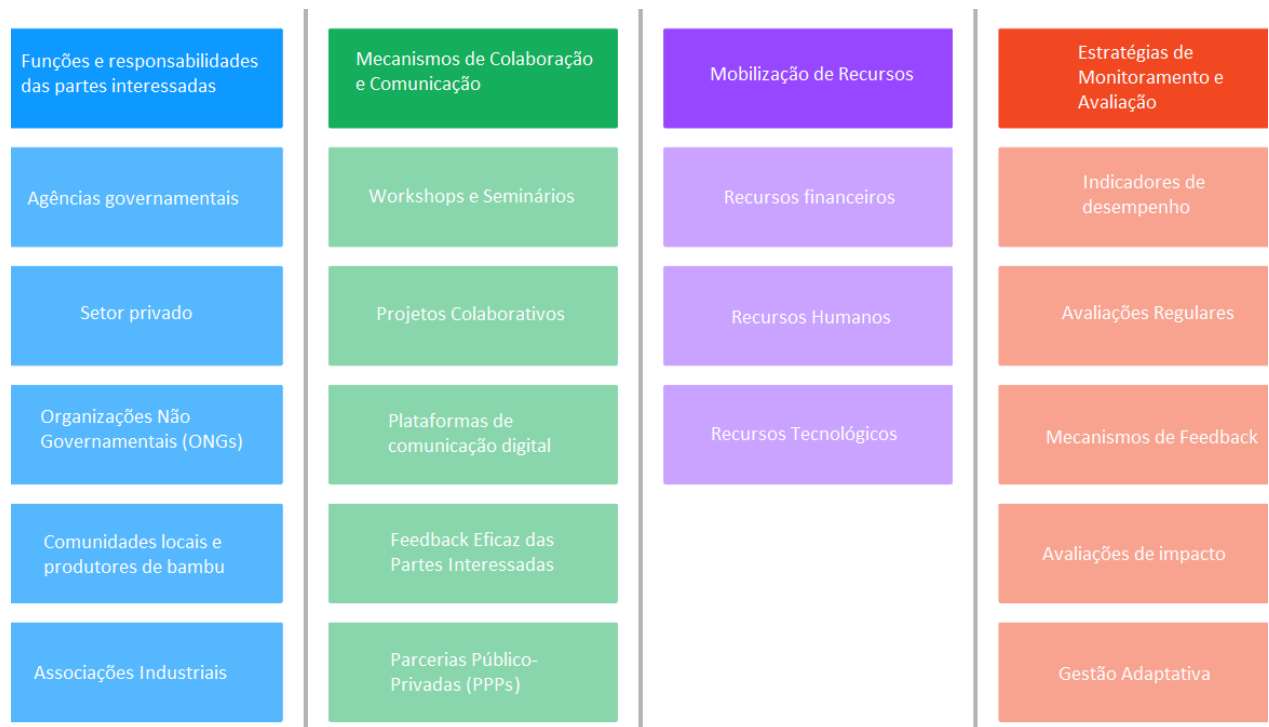 Funções e responsabilidades
das partes interessadas
Agências governamentais
Setor privado
Organizações Não
Governamentais (ONGs)
Comunidades locais e
produtores de bambu
Associações Industriais
Mecanismos de Colaboração
e Comunicação
Workshops e Seminários
Projetos Colaborativos
Plataformas de
comunicação digital
Feedback Eficaz das
Partes Interessadas
Parcerias Público-
Privadas (PPPs)
Mobilização de Recursos
Recursos financeiros
Recursos Humanos
Recursos Tecnológicos
Estratégias de
Monitoramento e
Avaliação
Indicadores de
desempenho
Avaliações Regulares
Mecanismos de Feedback
Avaliações de impacto
Gestão Adaptativa